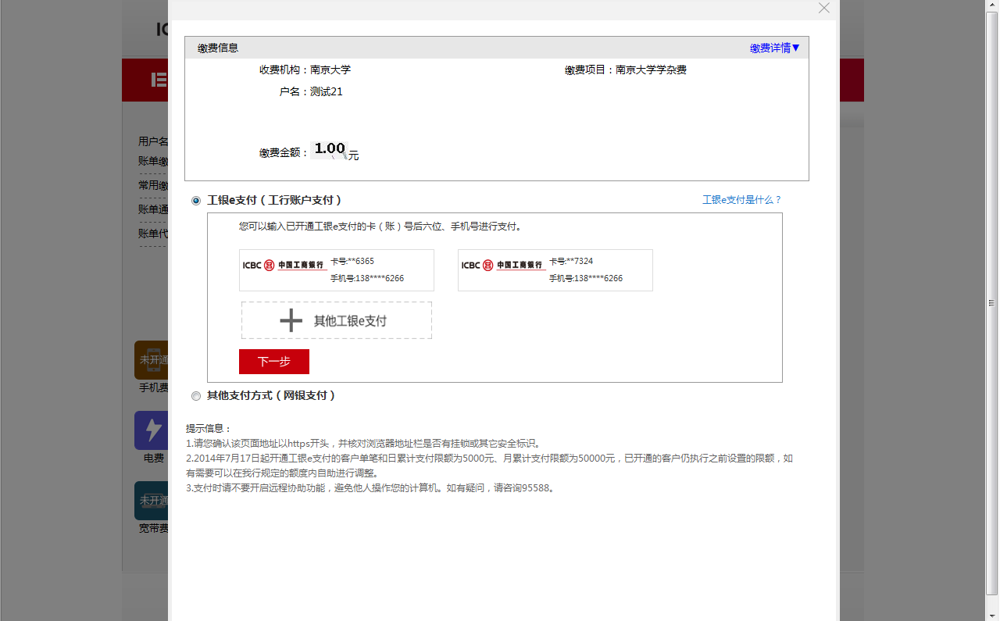 IC
缴费信息 缴费详情▼
收费机构：南京大学 缴费项目：南京大学学杂费
户名：测试21
缴费金额：1.00元
用户名
账单缴
常用缴
账单通
账单代
工银e支付（工行账户支付） 工银e支付是什么？
您可以输入已开通工银e支付的卡（账）号后六位、手机号进行支付。
ICBC 中国工商银行 卡号:**6365
手机号:138****6266
ICBC 中国工商银行 卡号:**7324
手机号:138****6266
其他工银e支付
下一步
未开通
手机费
其他支付方式（网银支付）
电费
未开通
宽带费
提示信息：
1.请您确认该页面地址以https开头，并核对浏览器地址栏是否有挂锁或其它安全标识。
2.2014年7月17日起开通工银e支付的客户单笔和日累计支付限额为5000元、月累计支付限额为50000元，已开通的客户仍执行之前设置的限额，如
有需要可以在我行规定的额度内自助进行调整。
3.支付时请不要开启远程协助功能，避免他人操作您的计算机。如有疑问，请咨询95588。